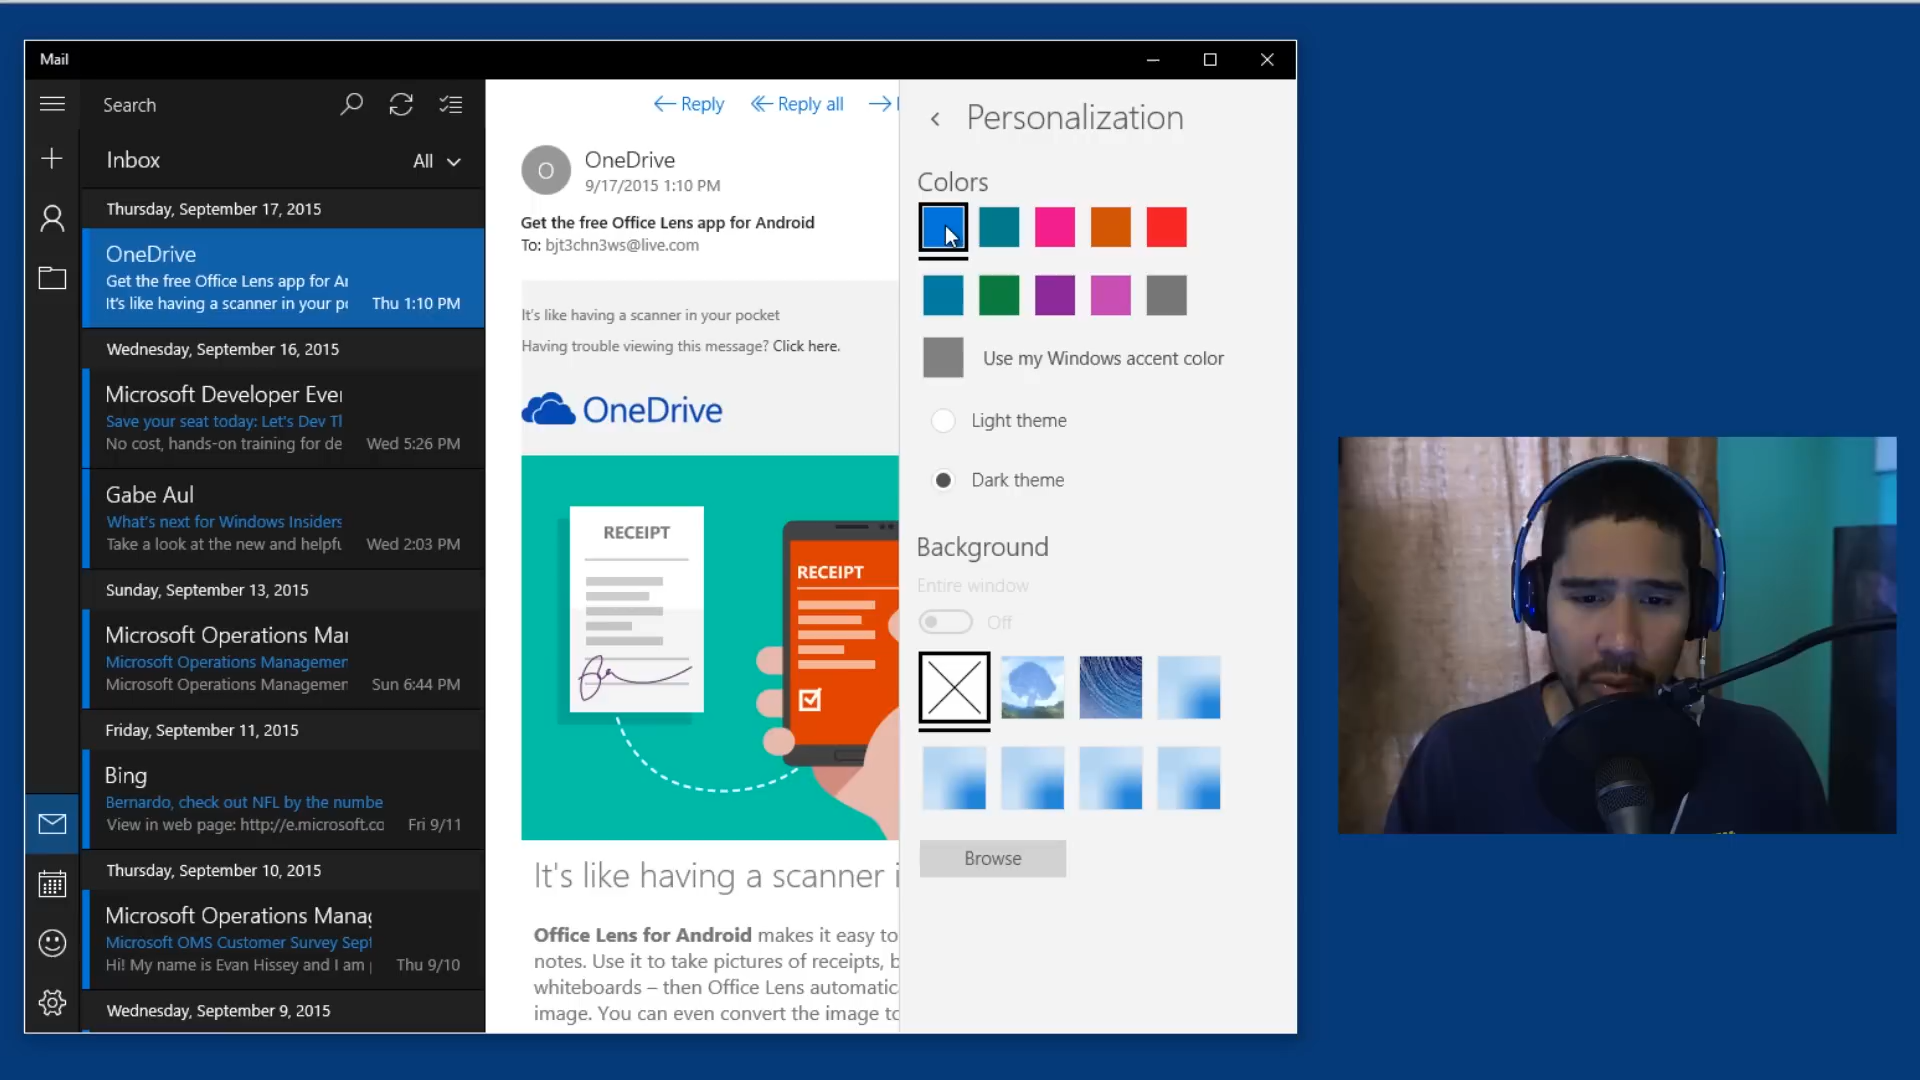 Mail
Search
Inbox
All
Thursday, September 17, 2015
OneDrive
Get the free Office Lens app for Ar
It's like having a scanner in your po
Thu 1:10 PM
Wednesday, September 16, 2015
Microsoft Developer Ever
Save your seat today: Let's Dev Th
No cost, hands-on training for de
Wed 5:26 PM
Gabe Aul
What's next for Windows Insiders
Take a look at the new and helpfu
Wed 2:03 PM
Sunday, September 13, 2015
Microsoft Operations Mar
Microsoft Operations Managemen
Microsoft Operations Managemen
Sun 6:44 PM
Friday, September 11, 2015
Bing
Bernardo, check out NFL by the numbe
View in web page: http://e.microsoft.co
Fri 9/11
Thursday, September 10, 2015
Microsoft Operations Manag
Microsoft OMS Customer Survey Sept
Hi! My name is Evan Hissey and I am
Thu 9/10
Wednesday, September 9, 2015
Reply
Reply all
O
OneDrive
9/17/2015 1:10 PM
Get the free Office Lens app for Android
To: bjt3chn3ws@live.com
It's like having a scanner in your pocket
Having trouble viewing this message? Click here.
OneDrive
RECEIPT
RECEIPT
It's like having a scanner i
Office Lens for Android makes it easy to
notes. Use it to take pictures of receipts, b
whiteboards – then Office Lens automatic
image. You can even convert the image to
Personalization
Colors
Use my Windows accent color
Light theme
Dark theme
Background
Entire window
Off
Browse